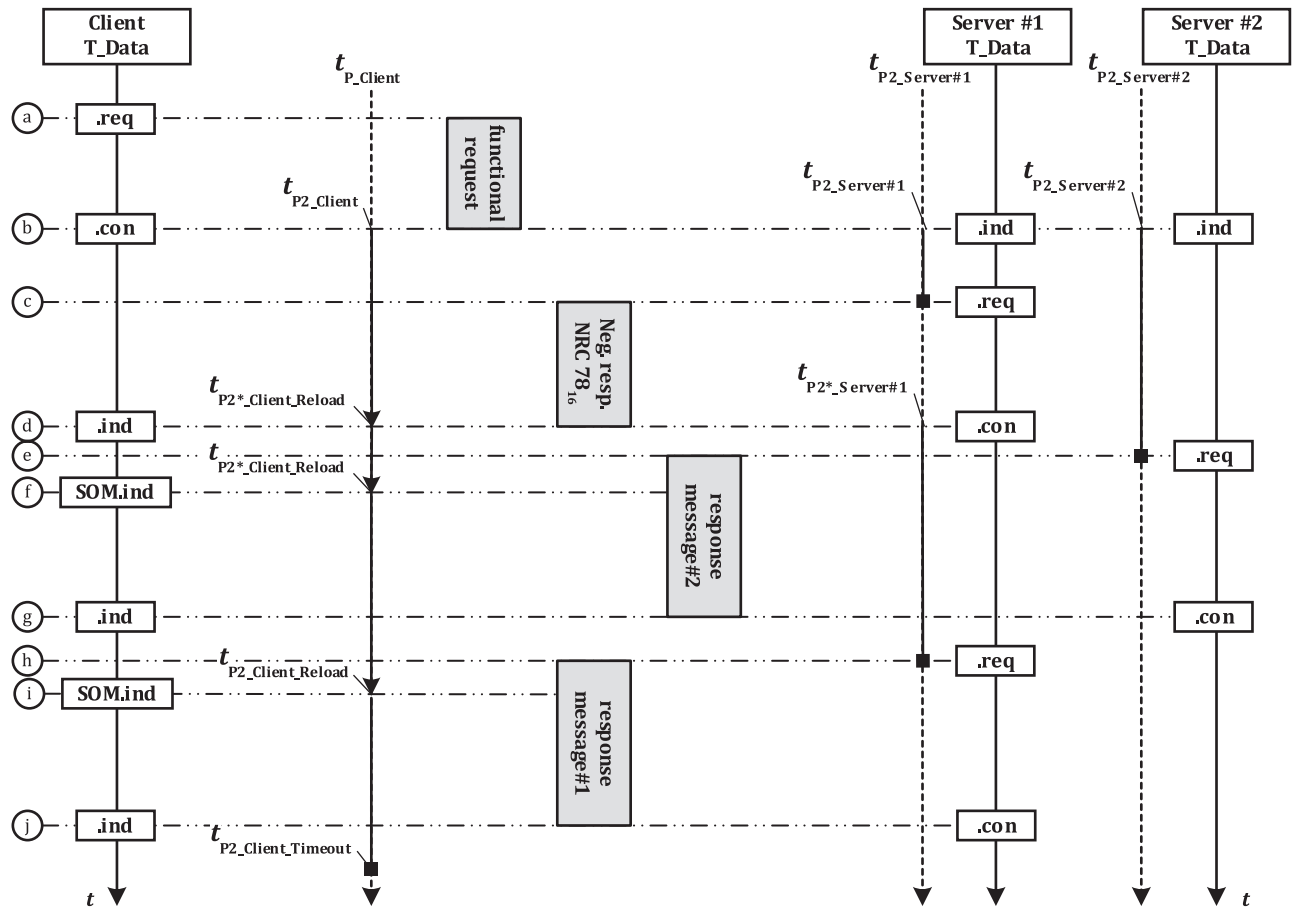 Client
T_Data
Server #1
T_Data
Server #2
T_Data
t P_Client
t P2_Server#1
t P2_Server#2
a
.req
functional
request
t P2_Client
t P2_Server#1
t P2_Server#2
b
.con
.ind
.ind
c
.req
Neg. resp.
NRC 78 16
t P2*_Client_Reload
t P2*_Server#1
d
.ind
.con
e
.req
t P2*_Client_Reload
f
SOM.ind
response
message#2
g
.ind
.con
h
.req
t P2_Client_Reload
i
SOM.ind
response
message#1
j
.ind
.con
t P2_Client_Timeout
t
t